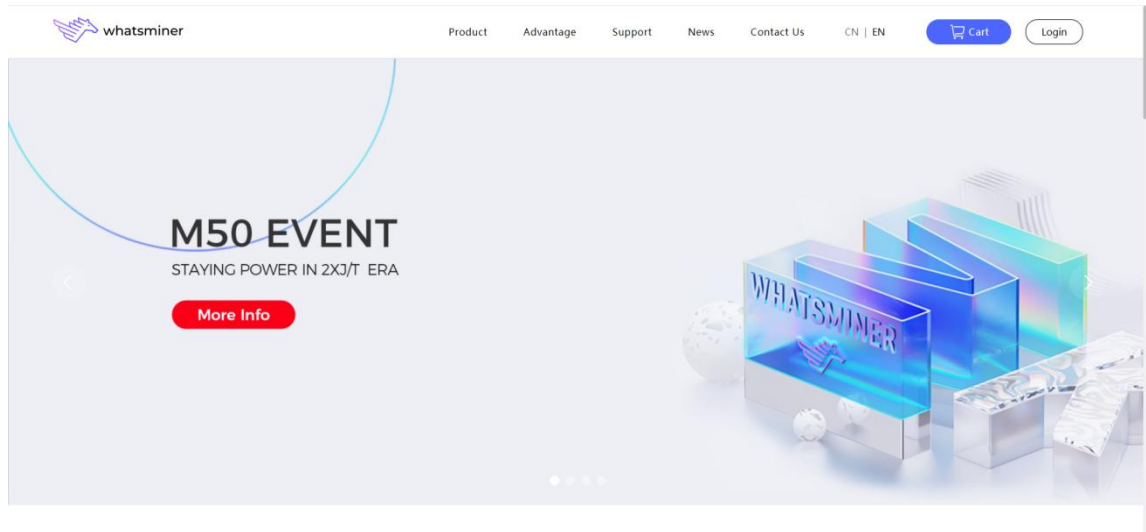 whatsminer
Product Advantage Support News Contact Us CN | EN Cart Login
M50 EVENT
STAYING POWER IN 2XJ/T ERA
More Info
WHATSMINER